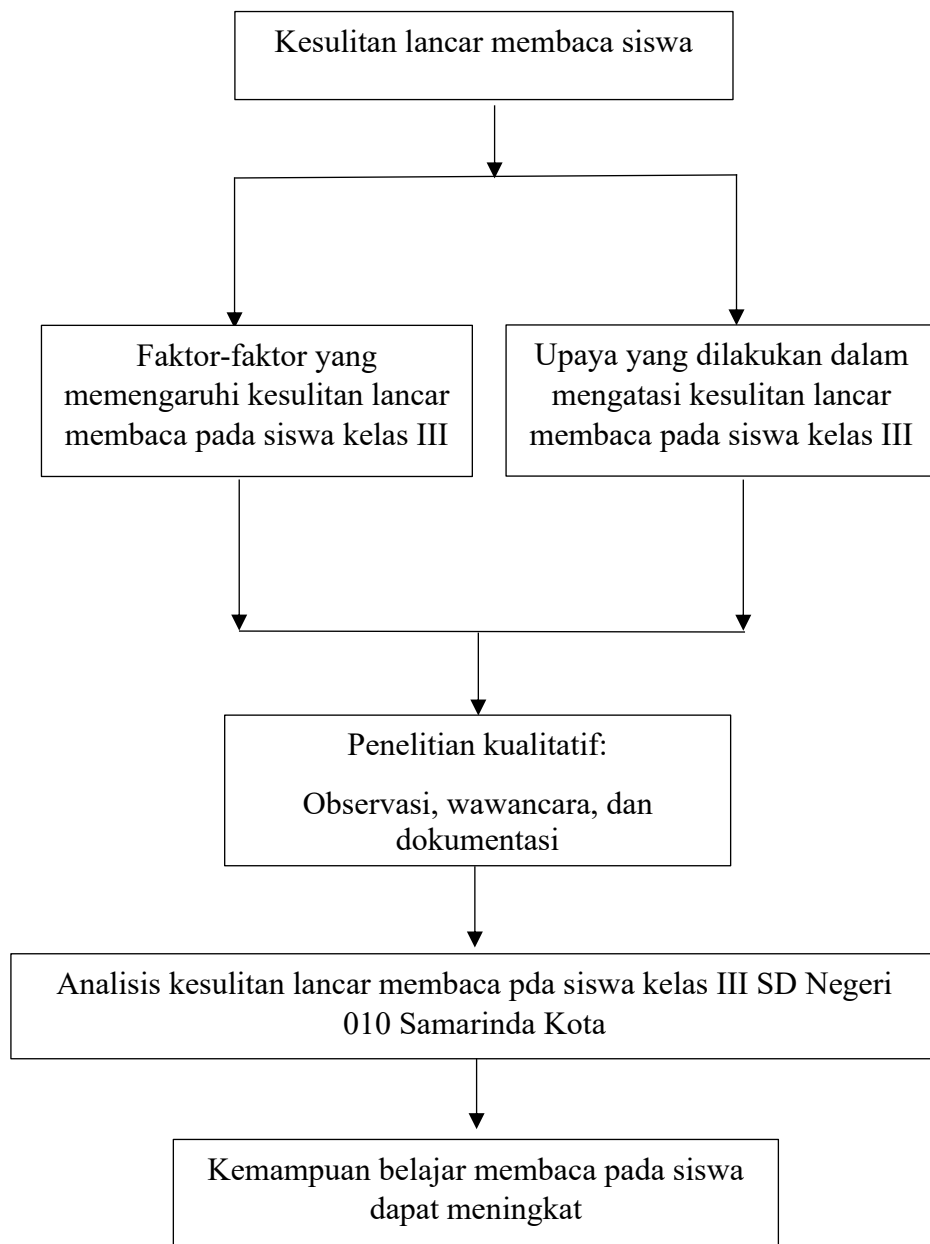 Kesulitan lancar membaca siswa
Faktor-faktor yang
memengaruhi kesulitan lancar
membaca pada siswa kelas III
Upaya yang dilakukan dalam
mengatasi kesulitan lancar
membaca pada siswa kelas III
Penelitian kualitatif:
Observasi, wawancara, dan
dokumentasi
Analisis kesulitan lancar membaca pda siswa kelas III SD Negeri
010 Samarinda Kota
Kemampuan belajar membaca pada siswa
dapat meningkat